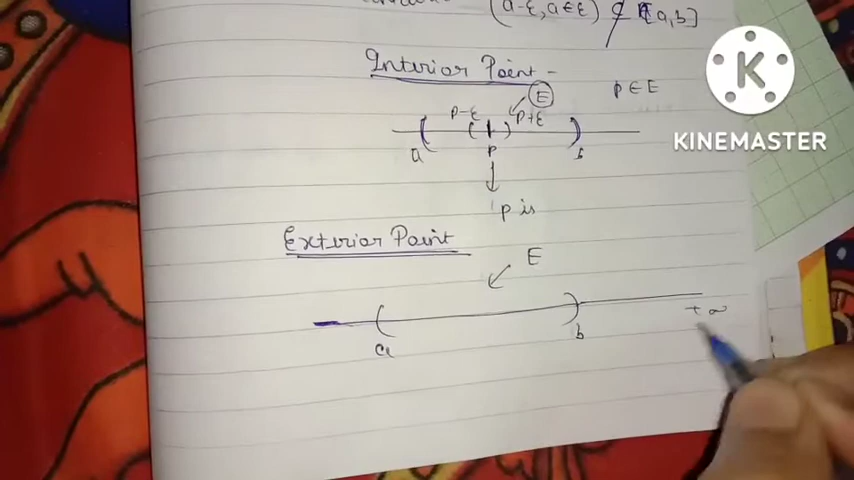 (a-ε, a+ε) ⊄ [a,b]
Interior Point -
E
p ∈ E
p-ε p+ε
a p b
p is
Exterior Point
E
a b +∞
K
KINEMASTER